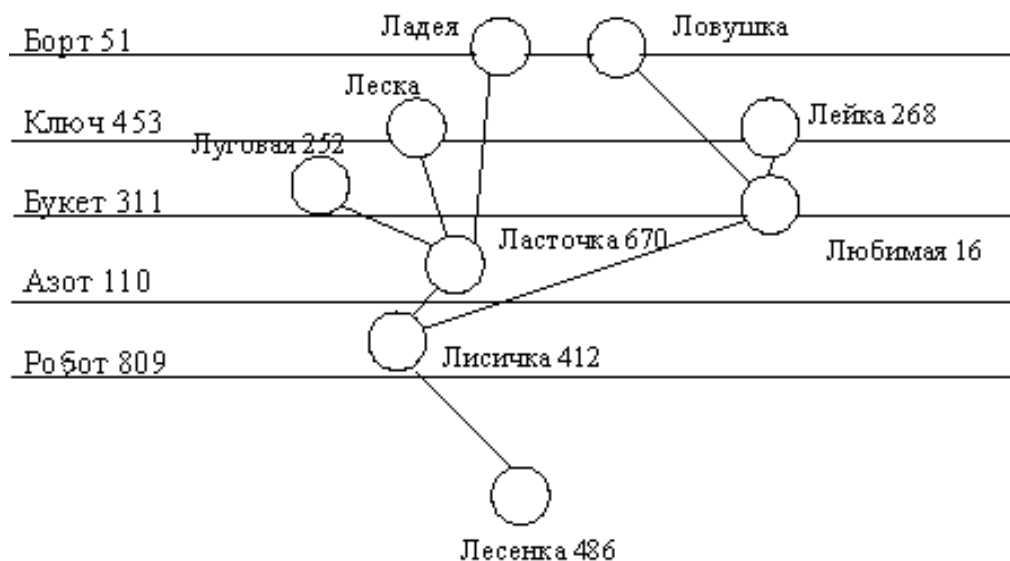 Борт 51
Ладея
Ловушка
Леска
Ключ 453
Лейка 268
Луговая 252
Букет 311
Ласточка 670
Любимая 16
Азот 110
Робот 809
Лисичка 412
Лесенка 486